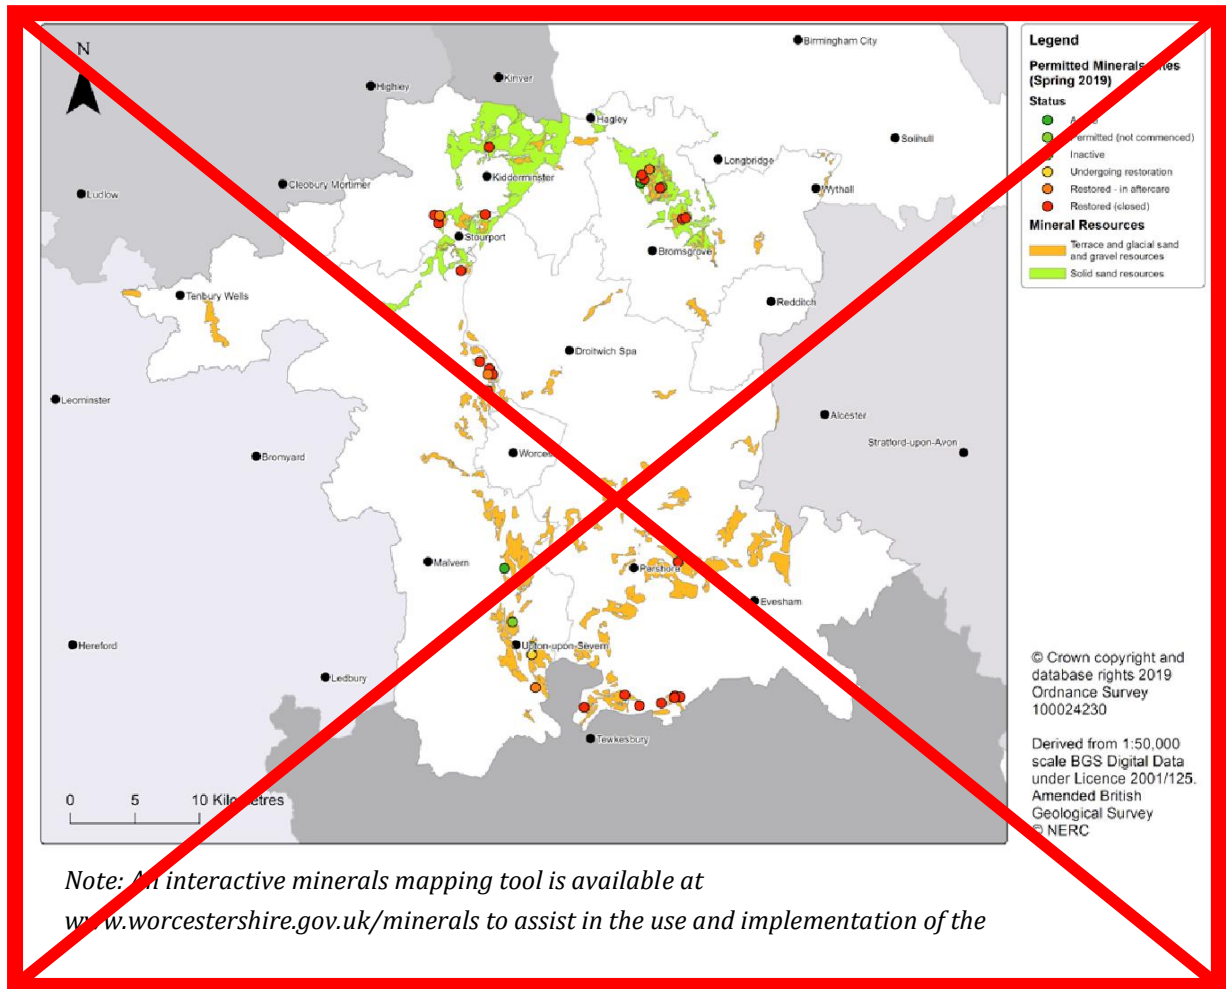 N
Birmingham City
Kinver
Highley
Hagley
Solihull
Longbridge
Kidderminster
Cleobury Mortimer
Ludlow
Wythall
Stourport
Bromsgrove
Tenbury Wells
Redditch
Droitwich Spa
Leominster
Alcester
Stratford-upon-Avon
Bromyard
Malvern
Pershore
Evesham
Hereford
Upton-upon-Severn
Ledbury
Tewkesbury
0 5 10 Kilometres
Legend
Permitted Minerals
(Spring 2019)
Status
Permitted (not commenced)
Inactive
Undergoing restoration
Restored - in aftercare
Restored (closed)
Mineral Resources
Terrace and glacial sand
and gravel resources
Solid sand resources
© Crown copyright and
database rights 2019
Ordnance Survey
100024230
Derived from 1:50,000
scale BGS Digital Data
under Licence 2001/125.
Amended British
Geological Survey
© NERC
Note: An interactive minerals mapping tool is available at
www.worcestershire.gov.uk/minerals to assist in the use and implementation of the